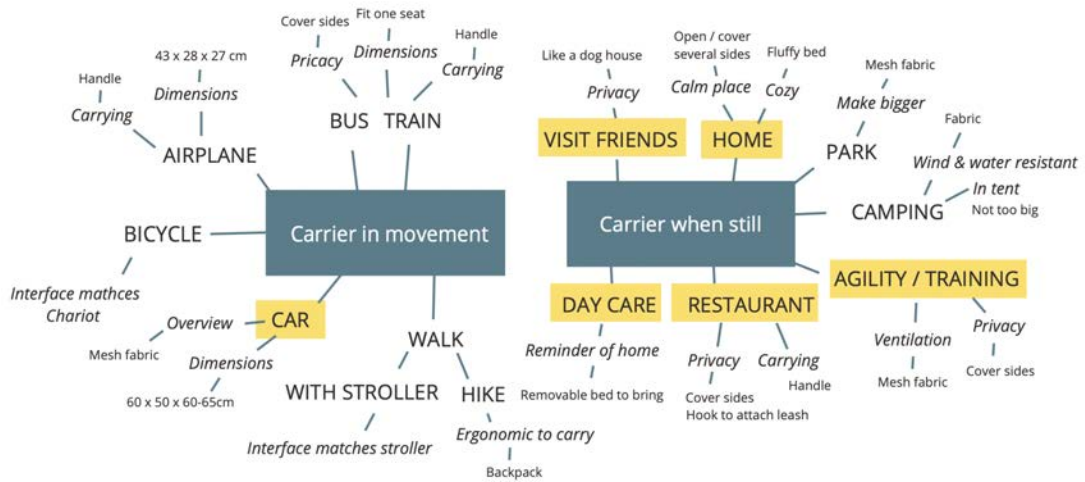 Cover sides
Pricacy
Fit one seat
Dimensions
Handle
Carrying
BUS TRAIN
43 x 28 x 27 cm
Dimensions
Handle
Carrying
AIRPLANE
Carrier in movement
BICYCLE
Interface mathces
Chariot
CAR
Overview
Mesh fabric
Dimensions
60 x 50 x 60-65cm
WALK
WITH STROLLER
Interface matches stroller
HIKE
Ergonomic to carry
Backpack
Like a dog house
Privacy
VISIT FRIENDS
Open / cover
several sides
Calm place
Fluffy bed
Cozy
HOME
Mesh fabric
Make bigger
PARK
Fabric
Wind & water resistant
In tent
Not too big
CAMPING
Carrier when still
AGILITY / TRAINING
Ventilation
Mesh fabric
Privacy
Cover sides
DAY CARE
Reminder of home
Removable bed to bring
RESTAURANT
Privacy
Cover sides
Hook to attach leash
Carrying
Handle